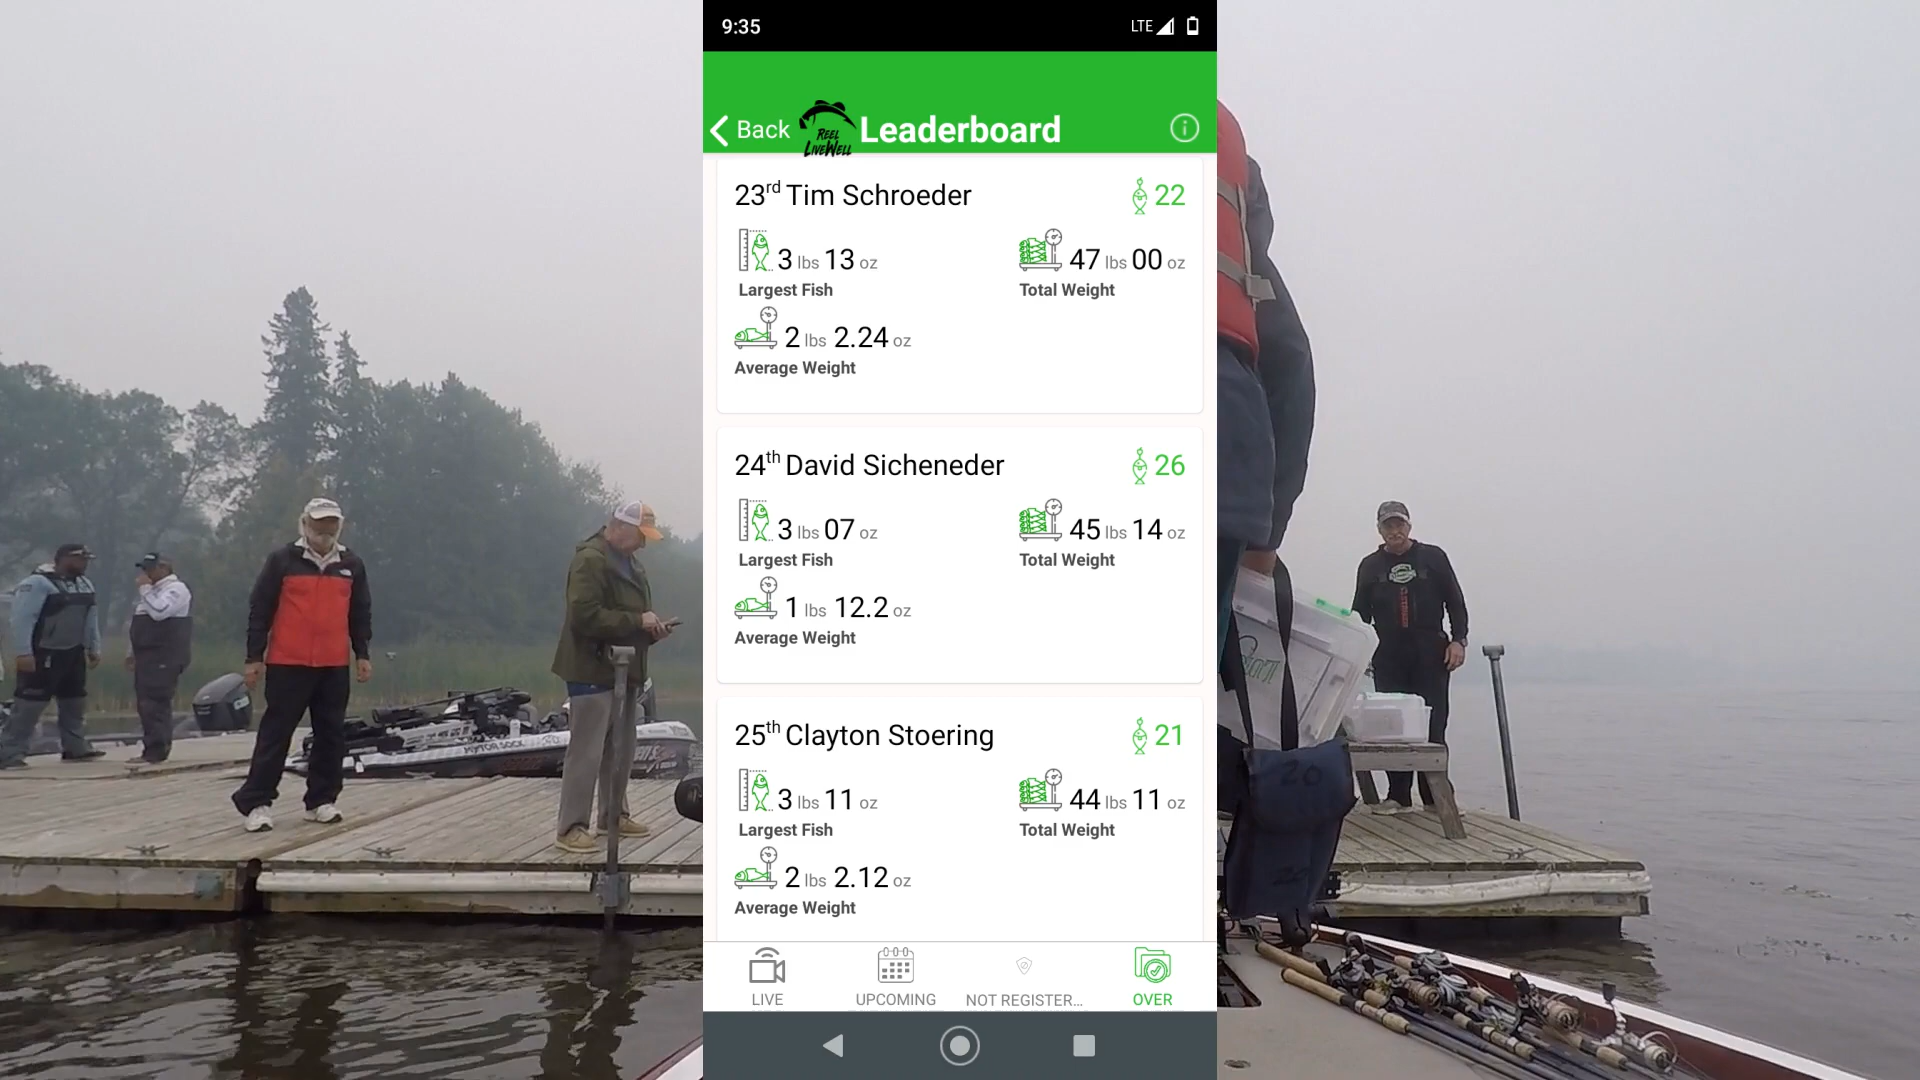 9:35
LTE
Back
REEL
LIVEWELL
Leaderboard
23rd Tim Schroeder
22
3 lbs 13 oz
47 lbs 00 oz
Largest Fish
Total Weight
2 lbs 2.24 oz
Average Weight
24th David Sicheneder
26
3 lbs 07 oz
45 lbs 14 oz
Largest Fish
Total Weight
1 lbs 12.2 oz
Average Weight
25th Clayton Stoering
21
3 lbs 11 oz
44 lbs 11 oz
Largest Fish
Total Weight
2 lbs 2.12 oz
Average Weight
LIVE
UPCOMING
NOT REGISTER...
OVER
20